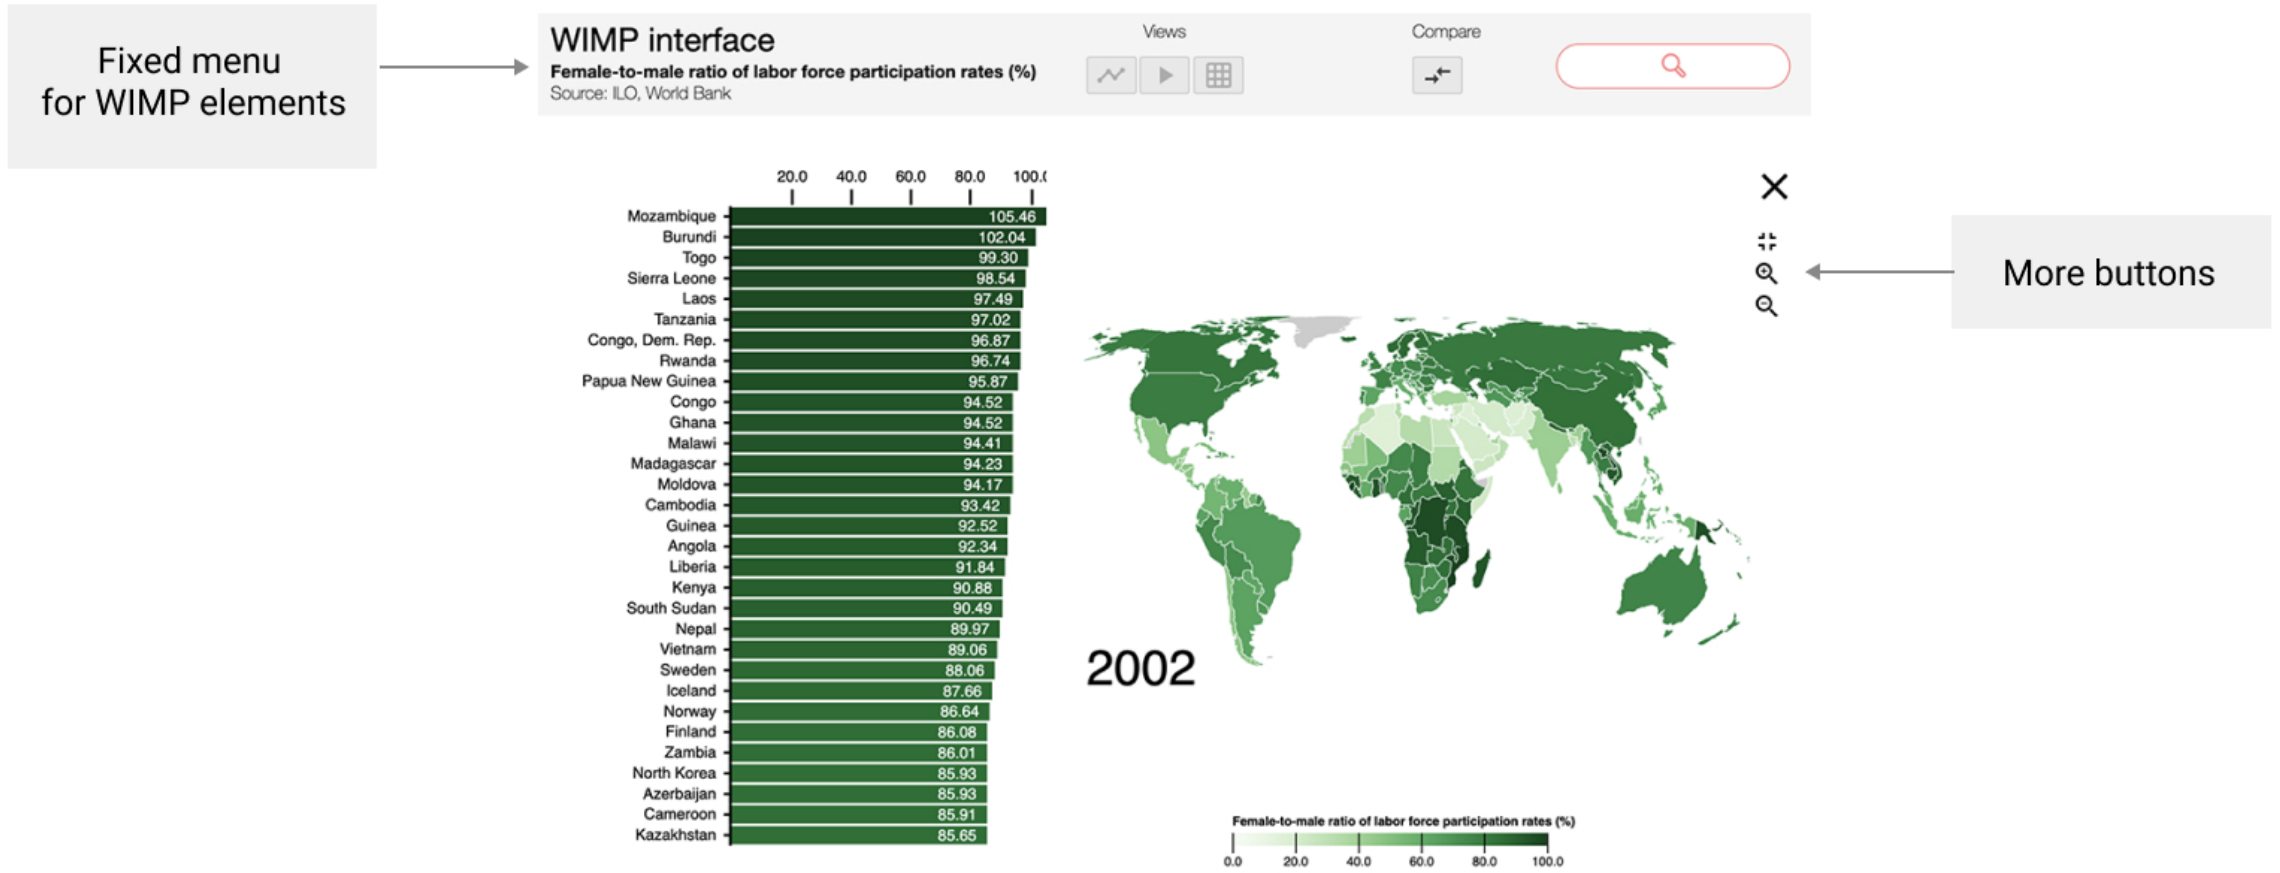 Fixed menu
for WIMP elements
WIMP interface
Female-to-male ratio of labor force participation rates (%)
Source: ILO, World Bank
Views
Compare
More buttons
20.0 40.0 60.0 80.0 100.0
Mozambique 105.46
Burundi 102.04
Togo 99.30
Sierra Leone 98.54
Laos 97.49
Tanzania 97.02
Congo, Dem. Rep. 96.87
Rwanda 96.74
Papua New Guinea 95.87
Congo 94.52
Ghana 94.52
Malawi 94.41
Madagascar 94.23
Moldova 94.17
Cambodia 93.42
Guinea 92.52
Angola 92.34
Liberia 91.84
Kenya 90.88
South Sudan 90.49
Nepal 89.97
Vietnam 89.06
Sweden 88.06
Iceland 87.66
Norway 86.64
Finland 86.08
Zambia 86.01
North Korea 85.93
Azerbaijan 85.93
Cameroon 85.91
Kazakhstan 85.65
2002
Female-to-male ratio of labor force participation rates (%)
0.0 20.0 40.0 60.0 80.0 100.0